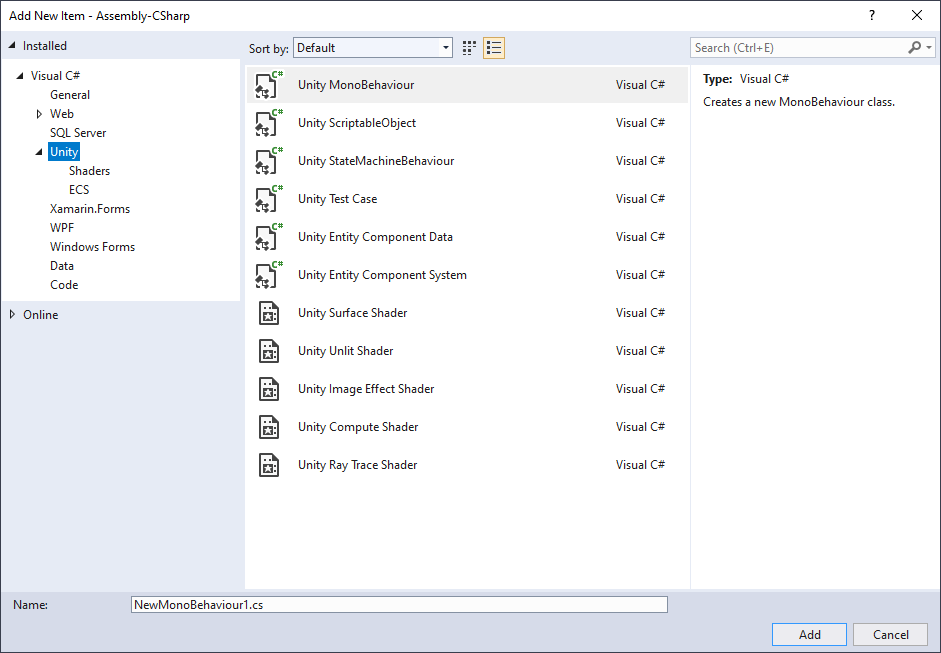 Add New Item - Assembly-CSharp
?
Installed
Sort by:
Default
Search (Ctrl+E)
Visual C#
General
Web
SQL Server
Unity
Shaders
ECS
Xamarin.Forms
WPF
Windows Forms
Data
Code
Online
C# Unity MonoBehaviour Visual C#
C# Unity ScriptableObject Visual C#
C# Unity StateMachineBehaviour Visual C#
C# Unity Test Case Visual C#
C# Unity Entity Component Data Visual C#
C# Unity Entity Component System Visual C#
Unity Surface Shader Visual C#
Unity Unlit Shader Visual C#
Unity Image Effect Shader Visual C#
Unity Compute Shader Visual C#
Unity Ray Trace Shader Visual C#
Type: Visual C#
Creates a new MonoBehaviour class.
Name: NewMonoBehaviour1.cs
Add Cancel